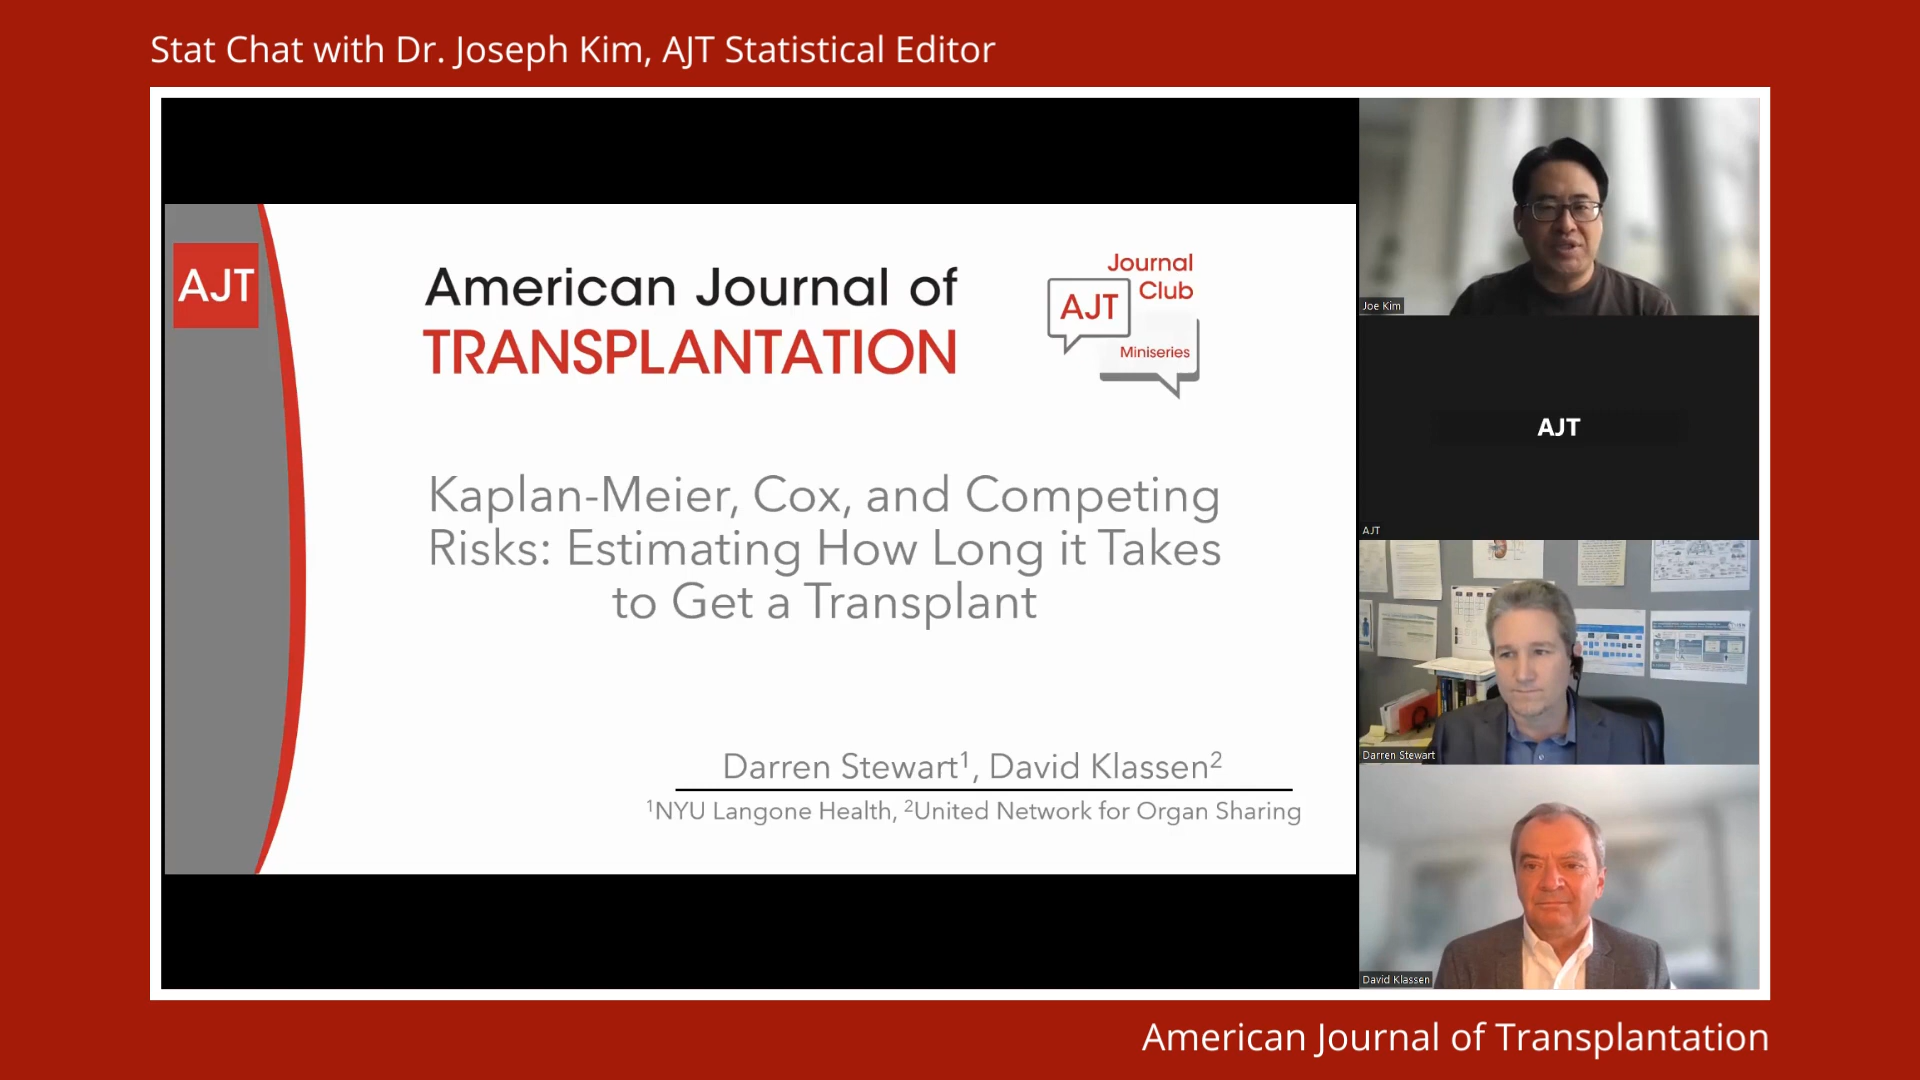 Stat Chat with Dr. Joseph Kim, AJT Statistical Editor
AJT
American Journal of
TRANSPLANTATION
Journal
Club
AJT
Miniseries
Kaplan-Meier, Cox, and Competing
Risks: Estimating How Long it Takes
to Get a Transplant
Darren Stewart¹, David Klassen²
¹NYU Langone Health, ²United Network for Organ Sharing
Joe Kim
AJT
AJT
Darren Stewart
David Klassen
American Journal of Transplantation